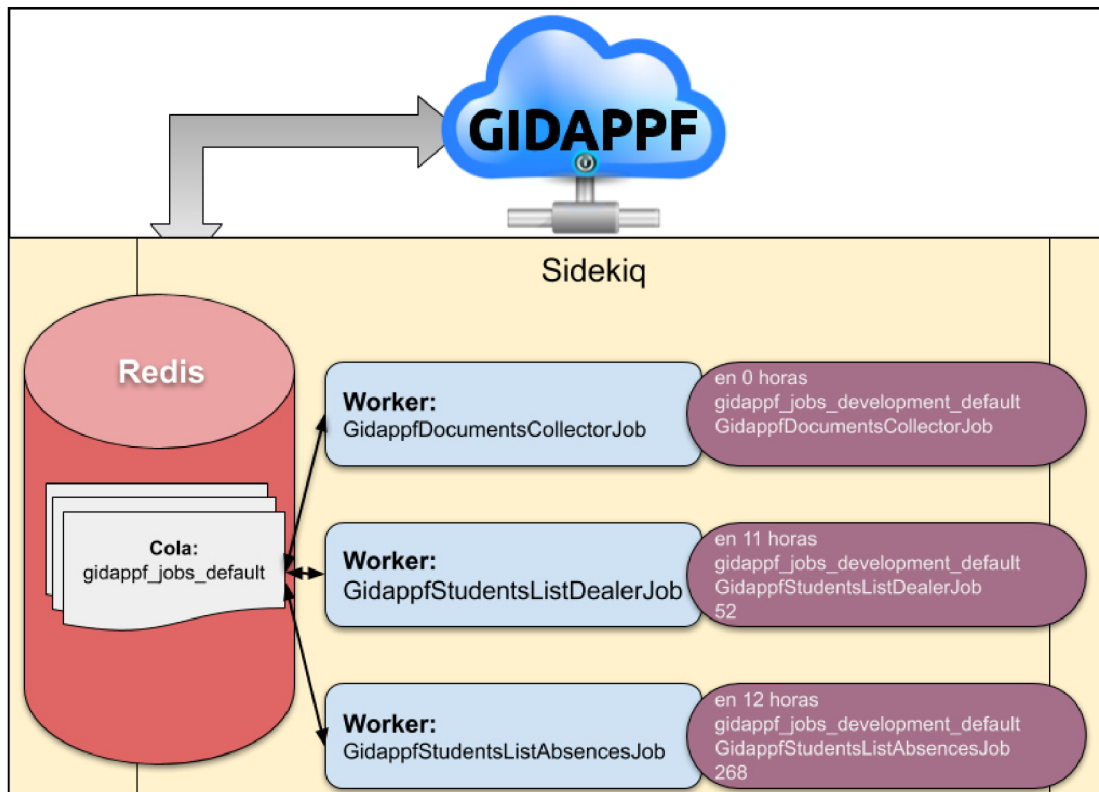 GIDAPPF
Sidekiq
Redis
Cola:
gidappf_jobs_default
Worker:
GidappfDocumentsCollectorJob
en 0 horas
gidappf_jobs_development_default
GidappfDocumentsCollectorJob
Worker:
GidappfStudentsListDealerJob
en 11 horas
gidappf_jobs_development_default
GidappfStudentsListDealerJob
52
Worker:
GidappfStudentsListAbsencesJob
en 12 horas
gidappf_jobs_development_default
GidappfStudentsListAbsencesJob
268